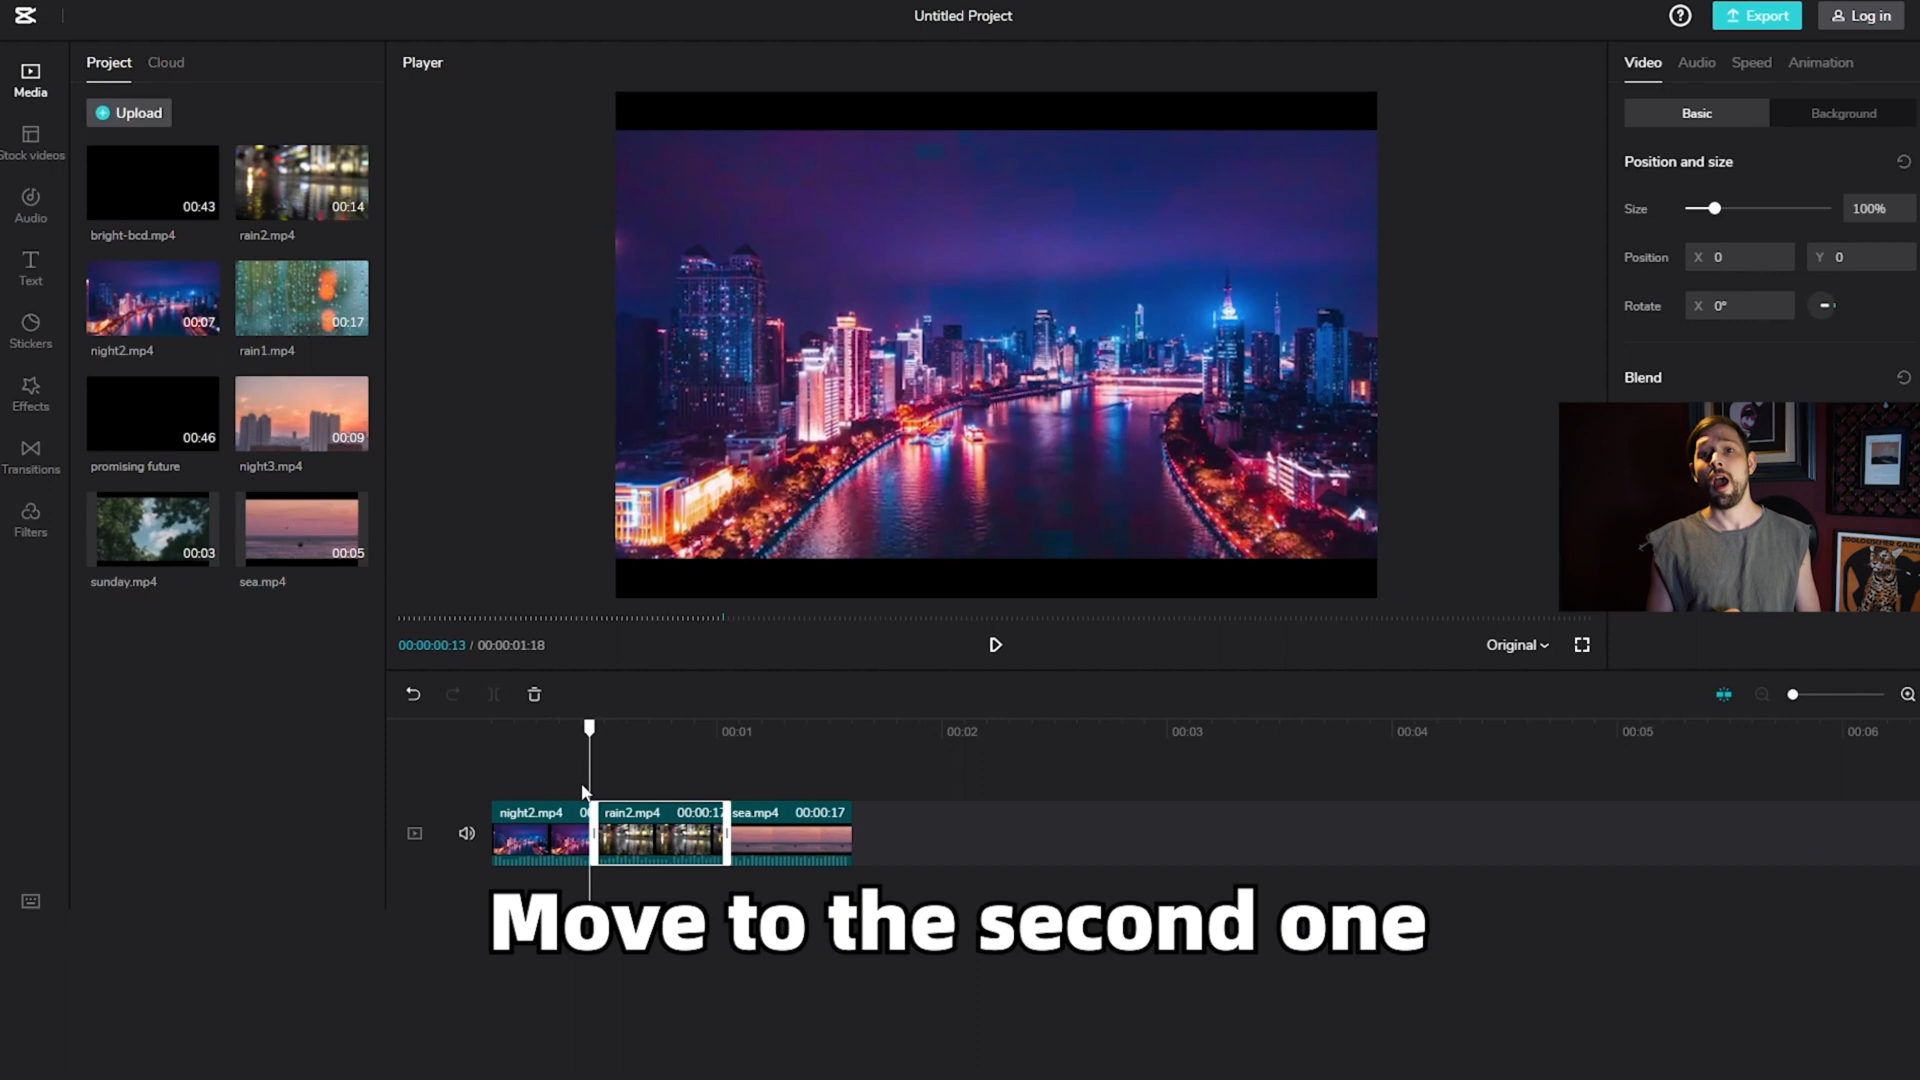 Untitled Project
Export
Log in
Media
Stock videos
Audio
Text
Stickers
Effects
Transitions
Filters
Project
Cloud
Upload
00:43
00:14
bright-bcd.mp4
rain2.mp4
00:07
00:17
night2.mp4
rain1.mp4
00:46
00:09
promising future
night3.mp4
00:03
00:05
sunday.mp4
sea.mp4
Player
00:00:00:13 / 00:00:01:18
Original
Video
Audio
Speed
Animation
Basic
Background
Position and size
Size
100%
Position
X 0
Y 0
Rotate
X 0°
Blend
ZOOLOGISCHER GARTEN
00:01
00:02
00:03
00:04
00:05
00:06
night2.mp4
rain2.mp4
00:00:17
sea.mp4
00:00:17
Move to the second one